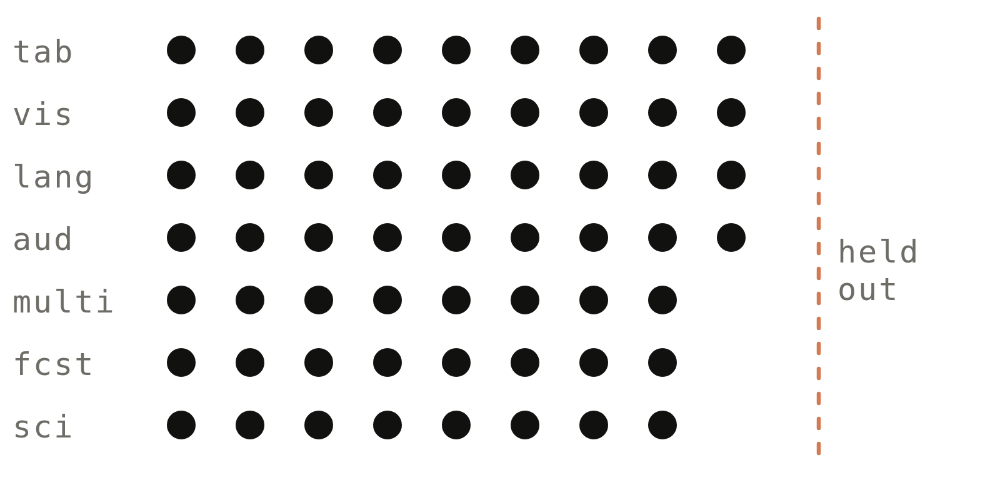 tab
vis
lang
aud
multi
fcst
sci
held
out